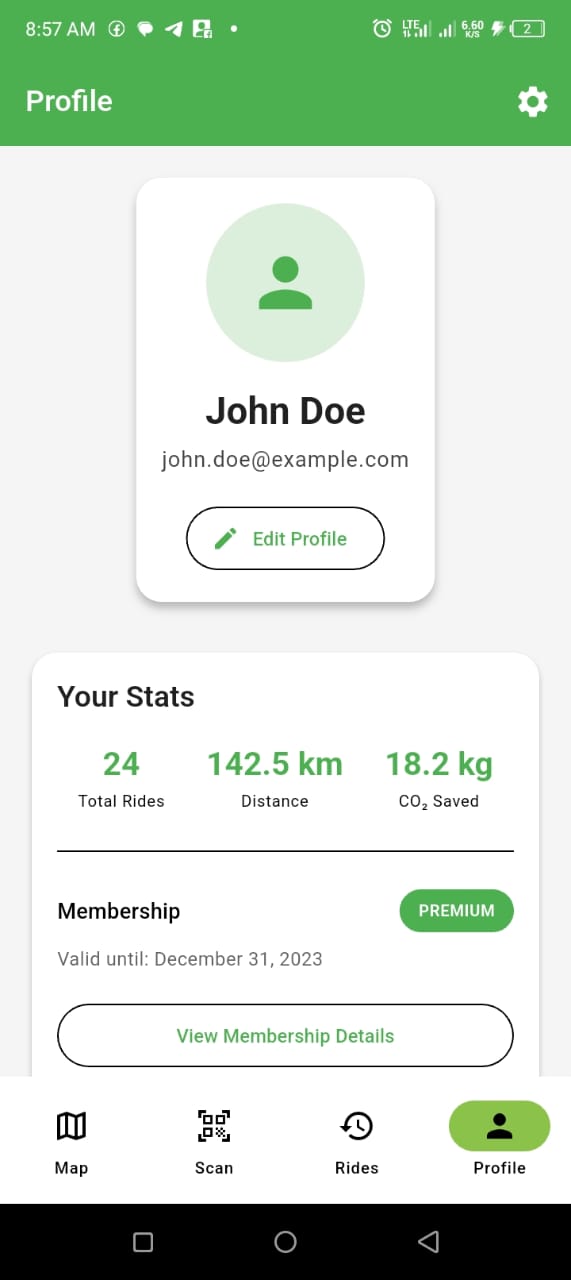 8:57 AM LTE 6.60 K/S 2
Profile
John Doe
john.doe@example.com
Edit Profile
Your Stats
24 142.5 km 18.2 kg
Total Rides Distance CO₂ Saved
Membership PREMIUM
Valid until: December 31, 2023
View Membership Details
Map Scan Rides Profile